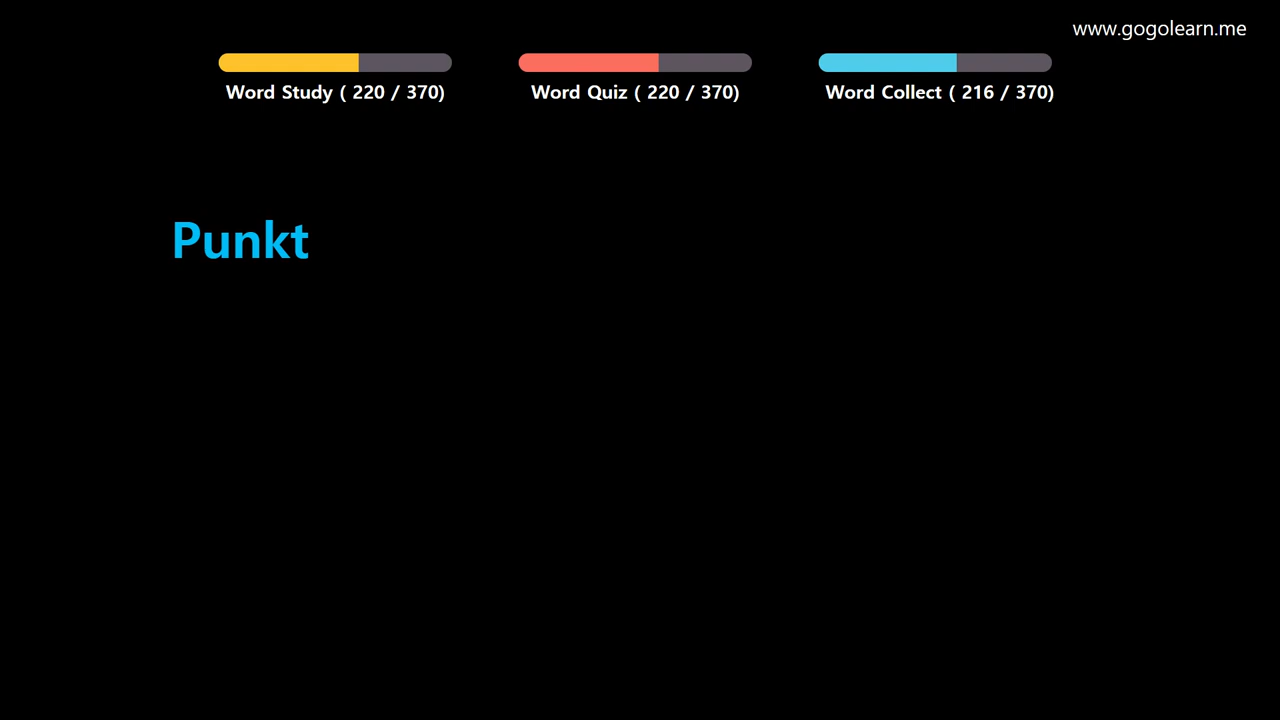 www.gogolearn.me
Word Study ( 220 / 370)
Word Quiz ( 220 / 370)
Word Collect ( 216 / 370)
Punkt